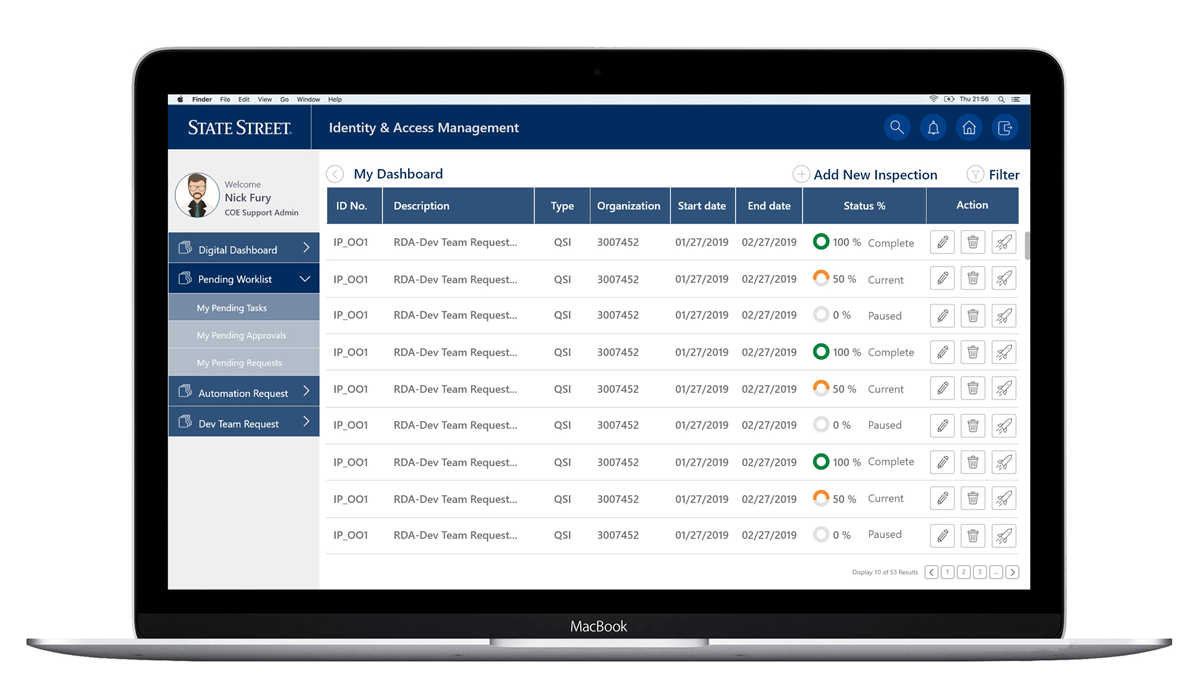 Finder File Edit View Go Window Help Thu 21:56
STATE STREET. Identity & Access Management
Welcome
Nick Fury
COE Support Admin
Digital Dashboard
Pending Worklist
My Pending Tasks
My Pending Approvals
My Pending Requests
Automation Request
Dev Team Request
My Dashboard Add New Inspection Filter
ID No. Description Type Organization Start date End date Status % Action
IP_OO1 RDA-Dev Team Request... QSI 3007452 01/27/2019 02/27/2019 100 % Complete
IP_OO1 RDA-Dev Team Request... QSI 3007452 01/27/2019 02/27/2019 50 % Current
IP_OO1 RDA-Dev Team Request... QSI 3007452 01/27/2019 02/27/2019 0 % Paused
IP_OO1 RDA-Dev Team Request... QSI 3007452 01/27/2019 02/27/2019 100 % Complete
IP_OO1 RDA-Dev Team Request... QSI 3007452 01/27/2019 02/27/2019 50 % Current
IP_OO1 RDA-Dev Team Request... QSI 3007452 01/27/2019 02/27/2019 0 % Paused
IP_OO1 RDA-Dev Team Request... QSI 3007452 01/27/2019 02/27/2019 100 % Complete
IP_OO1 RDA-Dev Team Request... QSI 3007452 01/27/2019 02/27/2019 50 % Current
IP_OO1 RDA-Dev Team Request... QSI 3007452 01/27/2019 02/27/2019 0 % Paused
Display 10 of 53 Results < 1 2 3 ... >
MacBook